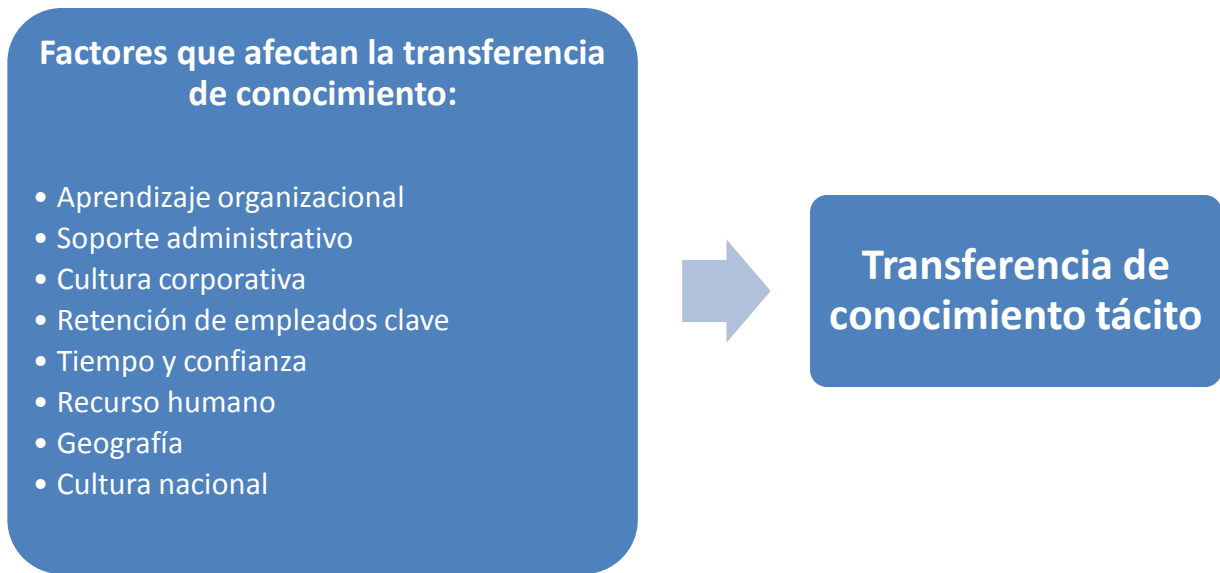 Factores que afectan la transferencia
de conocimiento:
• Aprendizaje organizacional
• Soporte administrativo
• Cultura corporativa
• Retención de empleados clave
• Tiempo y confianza
• Recurso humano
• Geografía
• Cultura nacional
Transferencia de
conocimiento tácito